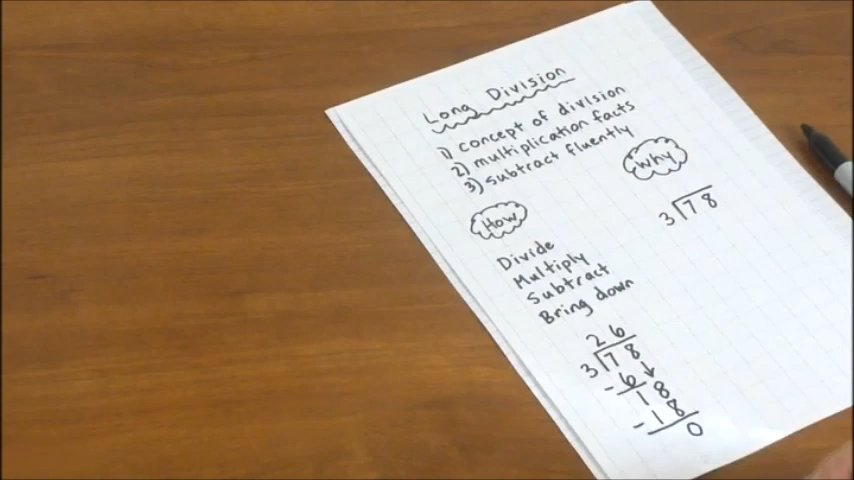 Long Division
1) concept of division
2) multiplication facts
3) subtract fluently
How
Divide
Multiply
Subtract
Bring down
26
3)78
-6↓
18
-18
0
Why
3)78